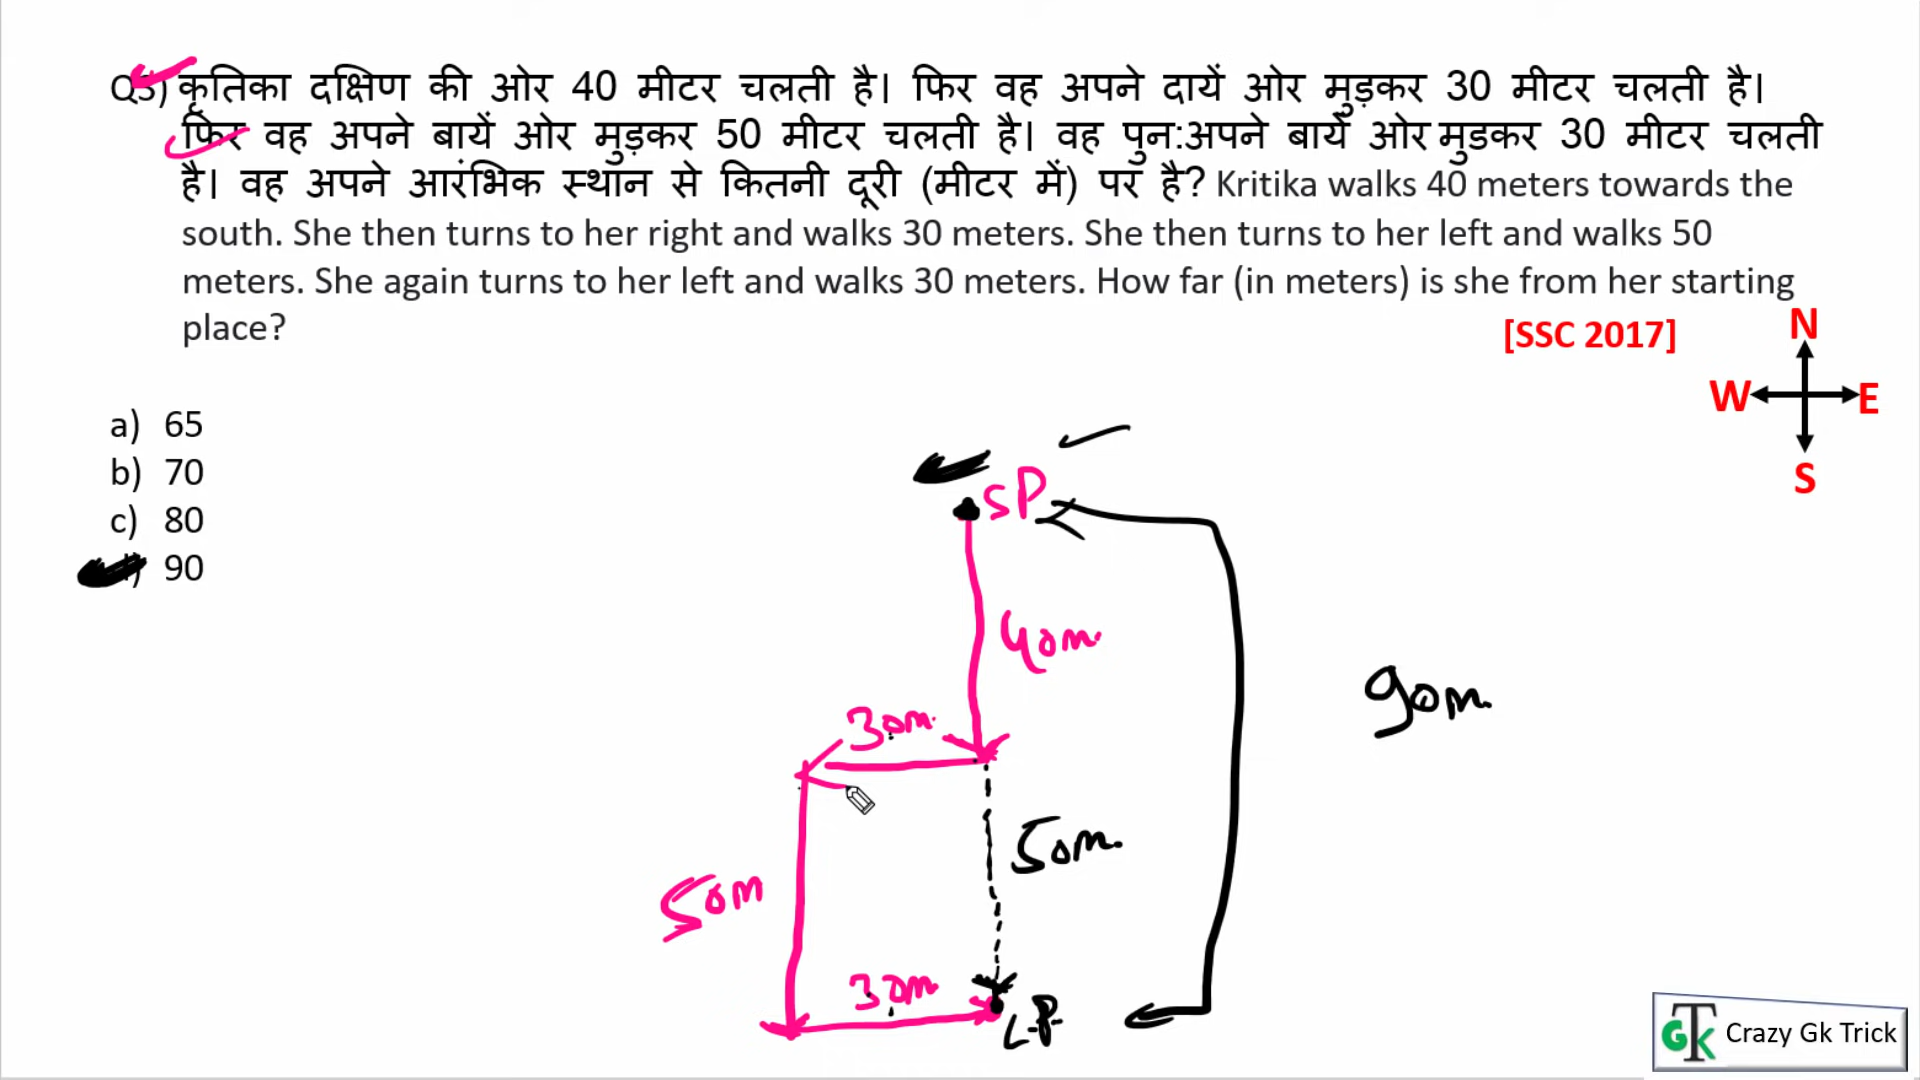 Q3) कृतिका दक्षिण की ओर 40 मीटर चलती है। फिर वह अपने दायें ओर मुड़कर 30 मीटर चलती है।
फिर वह अपने बायें ओर मुड़कर 50 मीटर चलती है। वह पुन:अपने बायें ओर मुडकर 30 मीटर चलती
है। वह अपने आरंभिक स्थान से कितनी दूरी (मीटर में) पर है? Kritika walks 40 meters towards the
south. She then turns to her right and walks 30 meters. She then turns to her left and walks 50
meters. She again turns to her left and walks 30 meters. How far (in meters) is she from her starting
place?
[SSC 2017]
N
W E
S
a) 65
b) 70
c) 80
d) 90
SP
40m.
30m.
90m.
50m.
50m
30m
L.P.
GTK Crazy Gk Trick